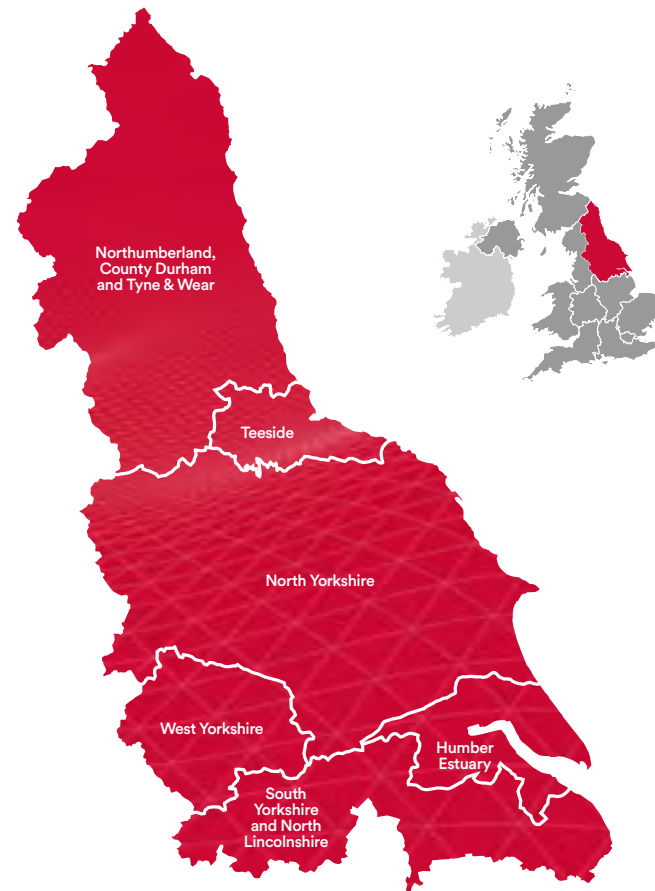 Northumberland,
County Durham
and Tyne & Wear
Teeside
North Yorkshire
West Yorkshire
Humber
Estuary
South
Yorkshire
and North
Lincolnshire